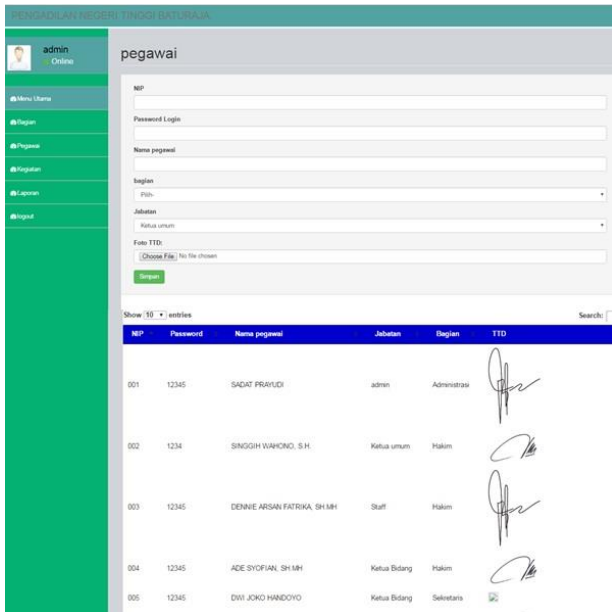 PENGADILAN NEGERI TINGGI BATURAJA
admin
Online
pegawai
Menu Utama
Bagian
Pegawai
Kegiatan
Laporan
logout
NIP
Password Login
Nama pegawai
bagian
Pilih-
Jabatan
Ketua umum
Foto TTD:
Choose File No file chosen
Simpan
Show 10 entries Search:
NIP Password Nama pegawai Jabatan Bagian TTD
001 12345 SADAT PRAYUDI admin Administrasi
002 1234 SINGGIH WAHONO, S.H. Ketua umum Hakim
003 12345 DENNIE ARSAN FATRIKA, SH.MH Staff Hakim
004 12345 ADE SYOFIAN, SH.MH Ketua Bidang Hakim
005 12345 DWI JOKO HANDOYO Ketua Bidang Sekretaris